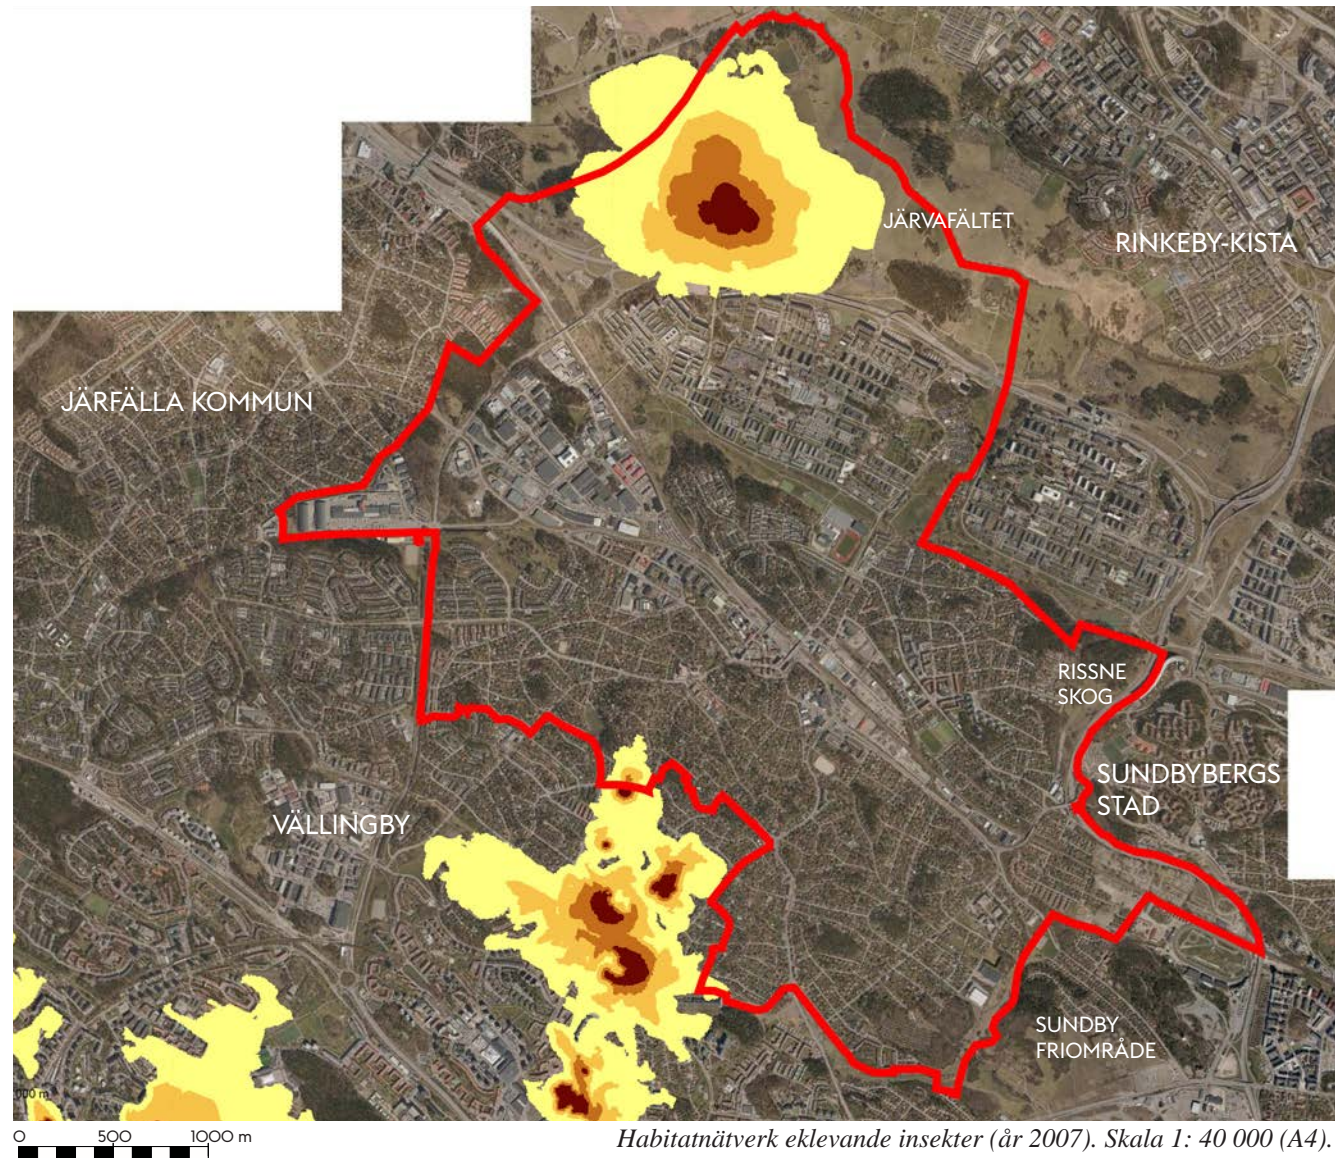 JÄRVAFÄLTET
RINKEBY-KISTA
JÄRFÄLLA KOMMUN
RISSNE
SKOG
SUNDBYBERGS
STAD
VÄLLINGBY
SUNDBY
FRIOMRÅDE
000 m
0 500 1000 m
Habitatnätverk eklevande insekter (år 2007). Skala 1: 40 000 (A4).